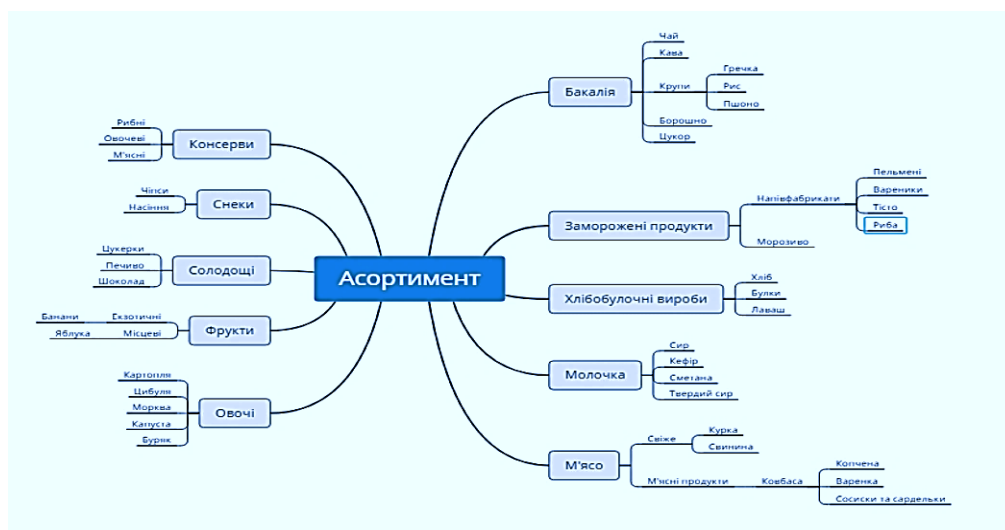 Асортимент
Бакалія
Чай
Кава
Крупи
Гречка
Рис
Пшоно
Борошно
Цукор
Заморожені продукти
Напівфабрикати
Пельмені
Вареники
Тісто
Риба
Морозиво
Хлібобулочні вироби
Хліб
Булки
Лаваш
Молочка
Сир
Кефір
Сметана
Твердий сир
М'ясо
Свіже
Курка
Свинина
М'ясні продукти
Ковбаса
Копчена
Варенка
Сосиски та сардельки
Консерви
Рибні
Овочеві
М'ясні
Снеки
Чіпси
Насіння
Солодощі
Цукерки
Печиво
Шоколад
Фрукти
Екзотичні
Банани
Місцеві
Яблука
Овочі
Картопля
Цибуля
Морква
Капуста
Буряк